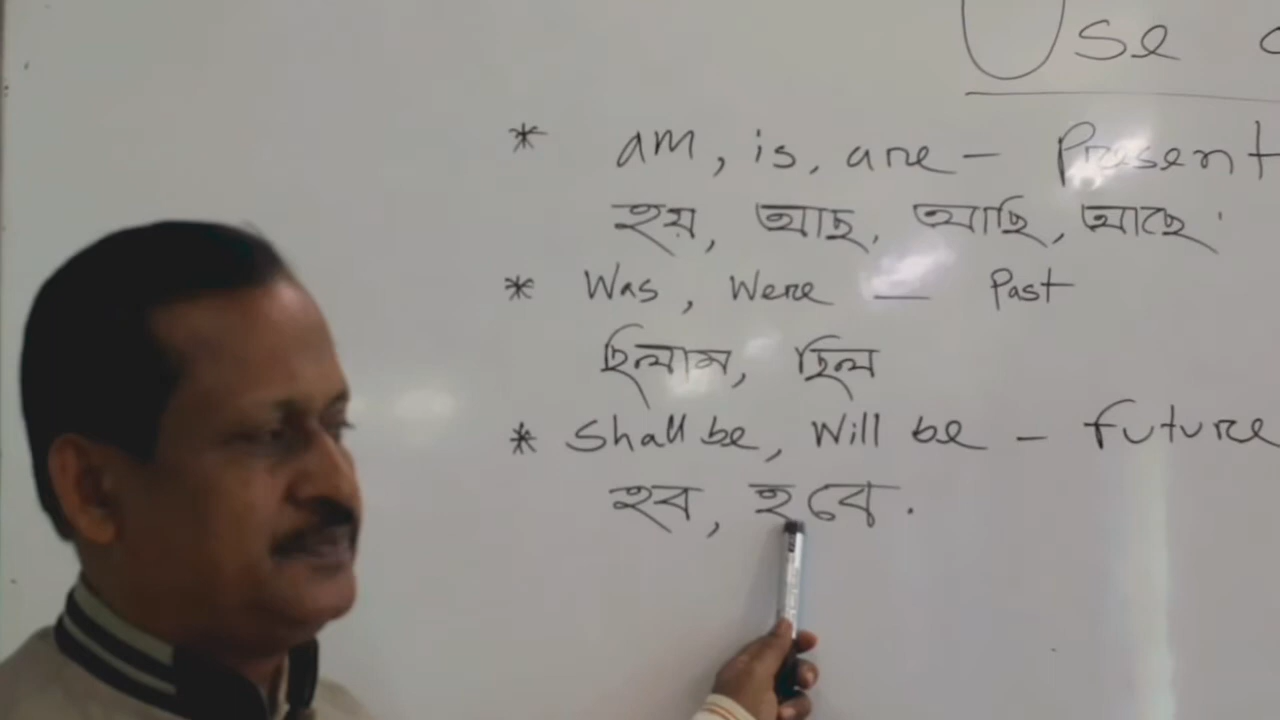 Use
* am, is, are - Present
হয়, আছ, আছি, আছে.
* Was, Were — Past
ছিলাম, ছিল
* Shall be, Will be - future
হব, হবে.